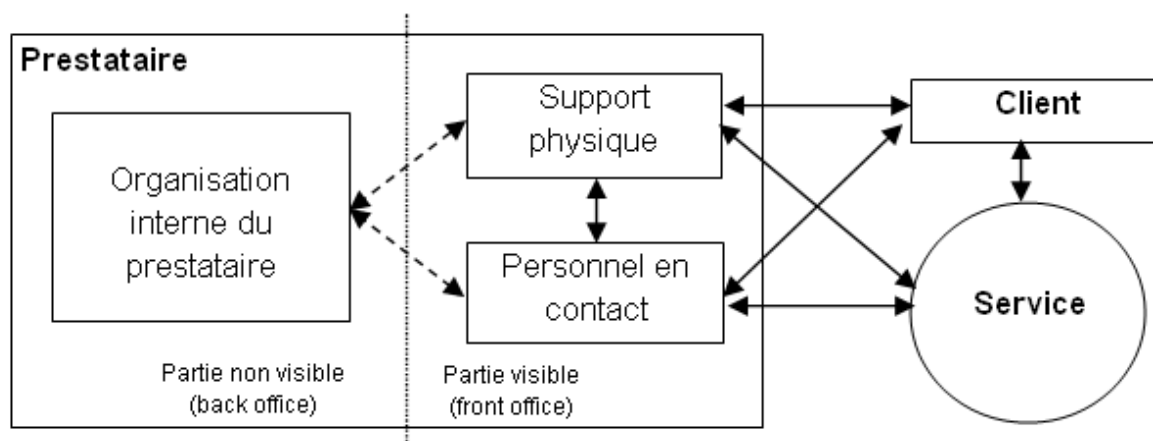 Prestataire
Organisation
interne du
prestataire
Support
physique
Personnel en
contact
Client
Service
Partie non visible
(back office)
Partie visible
(front office)